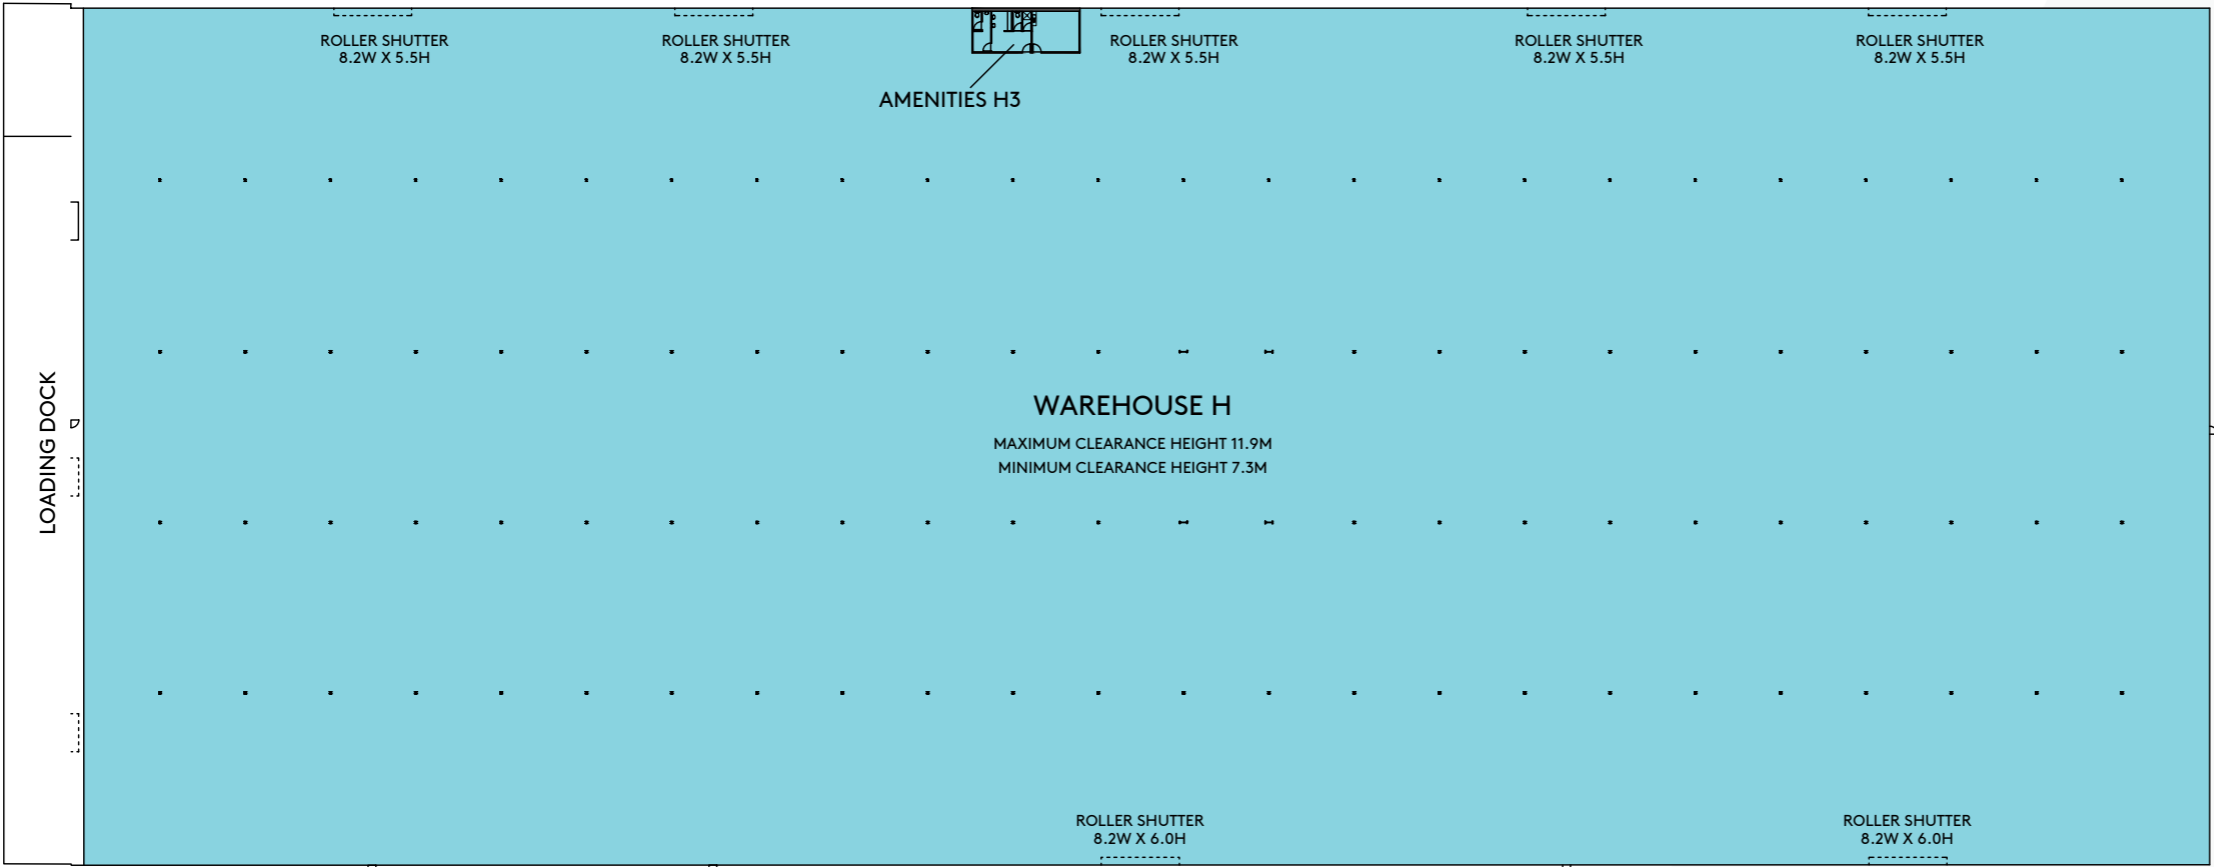 ROLLER SHUTTER
8.2W X 5.5H
ROLLER SHUTTER
8.2W X 5.5H
ROLLER SHUTTER
8.2W X 5.5H
ROLLER SHUTTER
8.2W X 5.5H
ROLLER SHUTTER
8.2W X 5.5H
AMENITIES H3
LOADING DOCK
WAREHOUSE H
MAXIMUM CLEARANCE HEIGHT 11.9M
MINIMUM CLEARANCE HEIGHT 7.3M
ROLLER SHUTTER
8.2W X 6.0H
ROLLER SHUTTER
8.2W X 6.0H